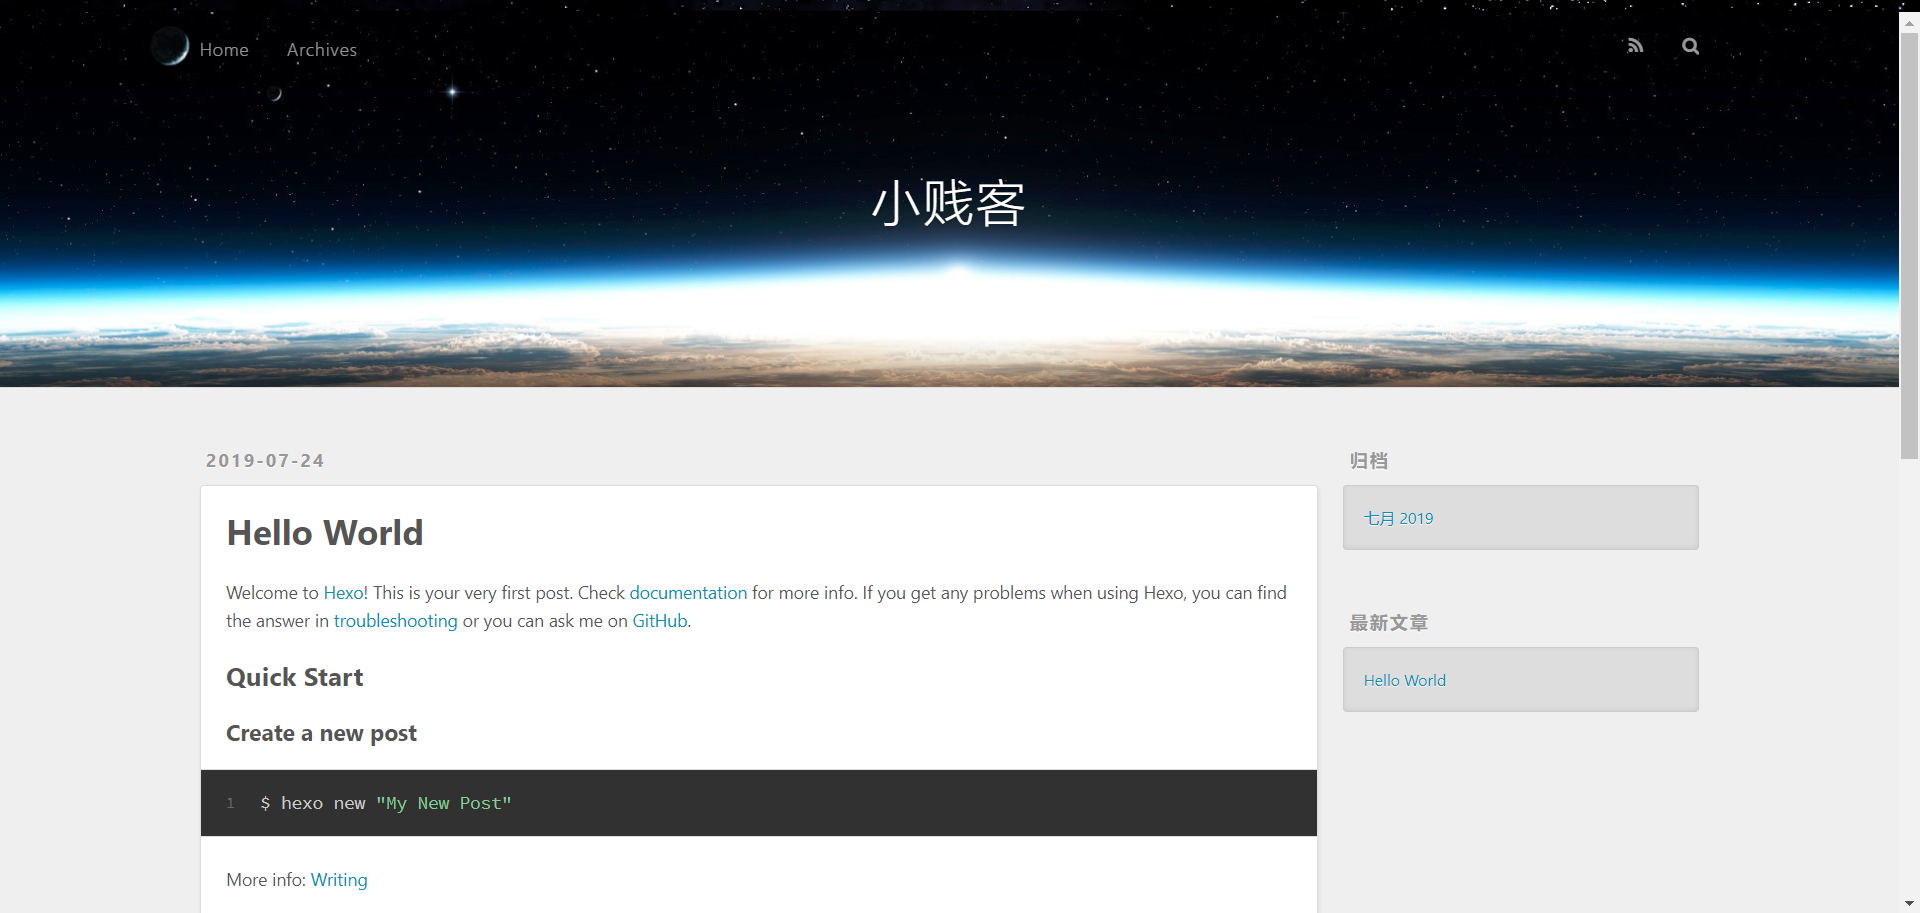 Home Archives
小贱客
2019-07-24
Hello World
Welcome to Hexo! This is your very first post. Check documentation for more info. If you get any problems when using Hexo, you can find
the answer in troubleshooting or you can ask me on GitHub.
Quick Start
Create a new post
1 $ hexo new "My New Post"
More info: Writing
归档
七月 2019
最新文章
Hello World